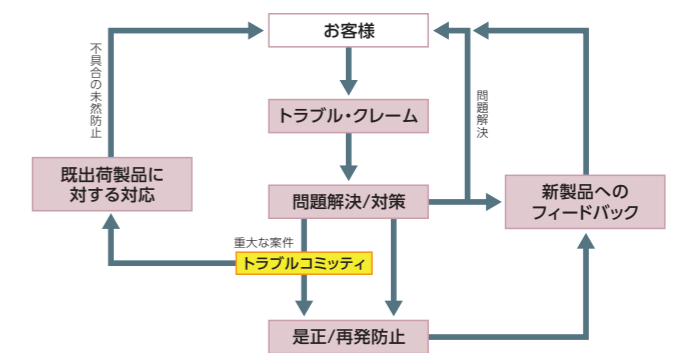 お客様
不具合の未然防止
問題解決
トラブル・クレーム
既出荷製品に
対する対応
問題解決/対策
新製品への
フィードバック
重大な案件
トラブルコミッティ
是正/再発防止